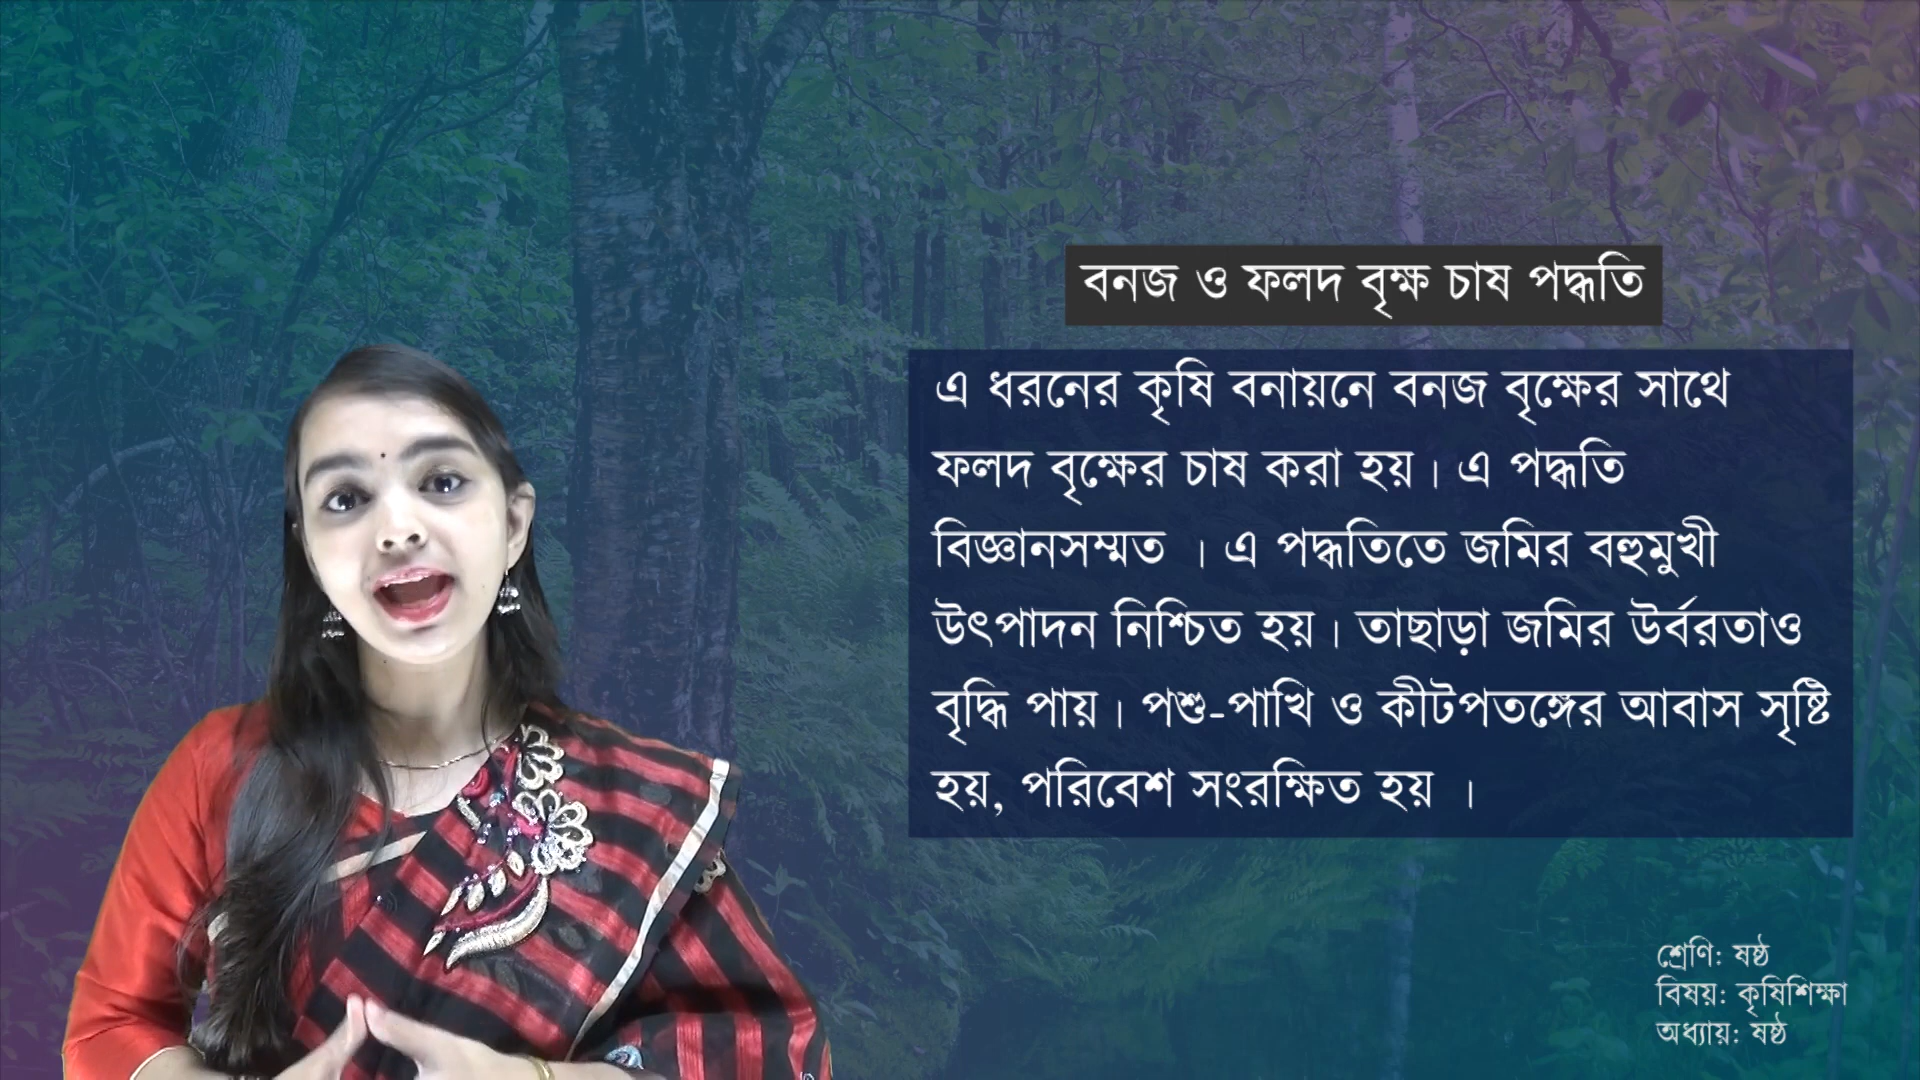 বনজ ও ফলদ বৃক্ষ চাষ পদ্ধতি
এ ধরনের কৃষি বনায়নে বনজ বৃক্ষের সাথে
ফলদ বৃক্ষের চাষ করা হয়। এ পদ্ধতি
বিজ্ঞানসম্মত । এ পদ্ধতিতে জমির বহুমুখী
উৎপাদন নিশ্চিত হয়। তাছাড়া জমির উর্বরতাও
বৃদ্ধি পায়। পশু-পাখি ও কীটপতঙ্গের আবাস সৃষ্টি
হয়, পরিবেশ সংরক্ষিত হয় ।
শ্রেণি: ষষ্ঠ
বিষয়: কৃষিশিক্ষা
অধ্যায়: ষষ্ঠ